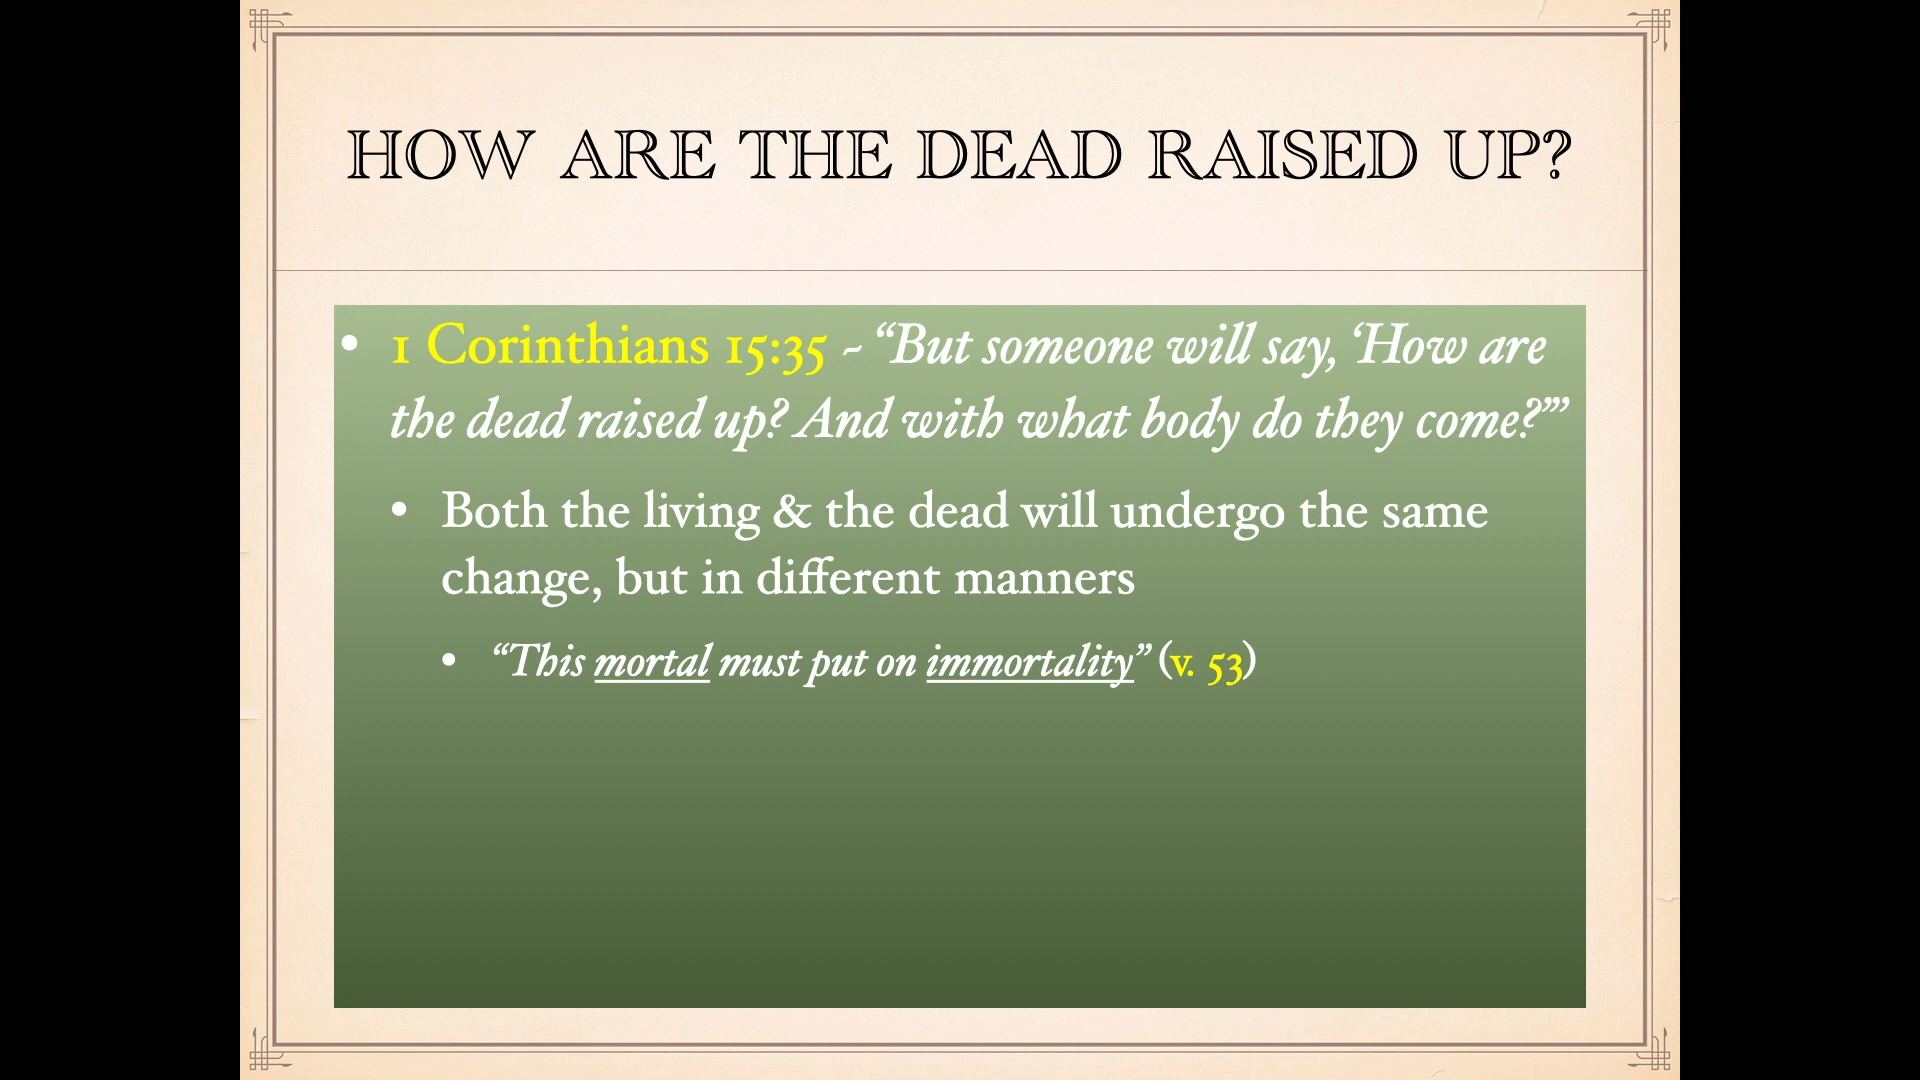 HOW ARE THE DEAD RAISED UP?
• 1 Corinthians 15:35 - “But someone will say, ‘How are
the dead raised up? And with what body do they come?’”
• Both the living & the dead will undergo the same
change, but in different manners
• “This mortal must put on immortality” (v. 53)